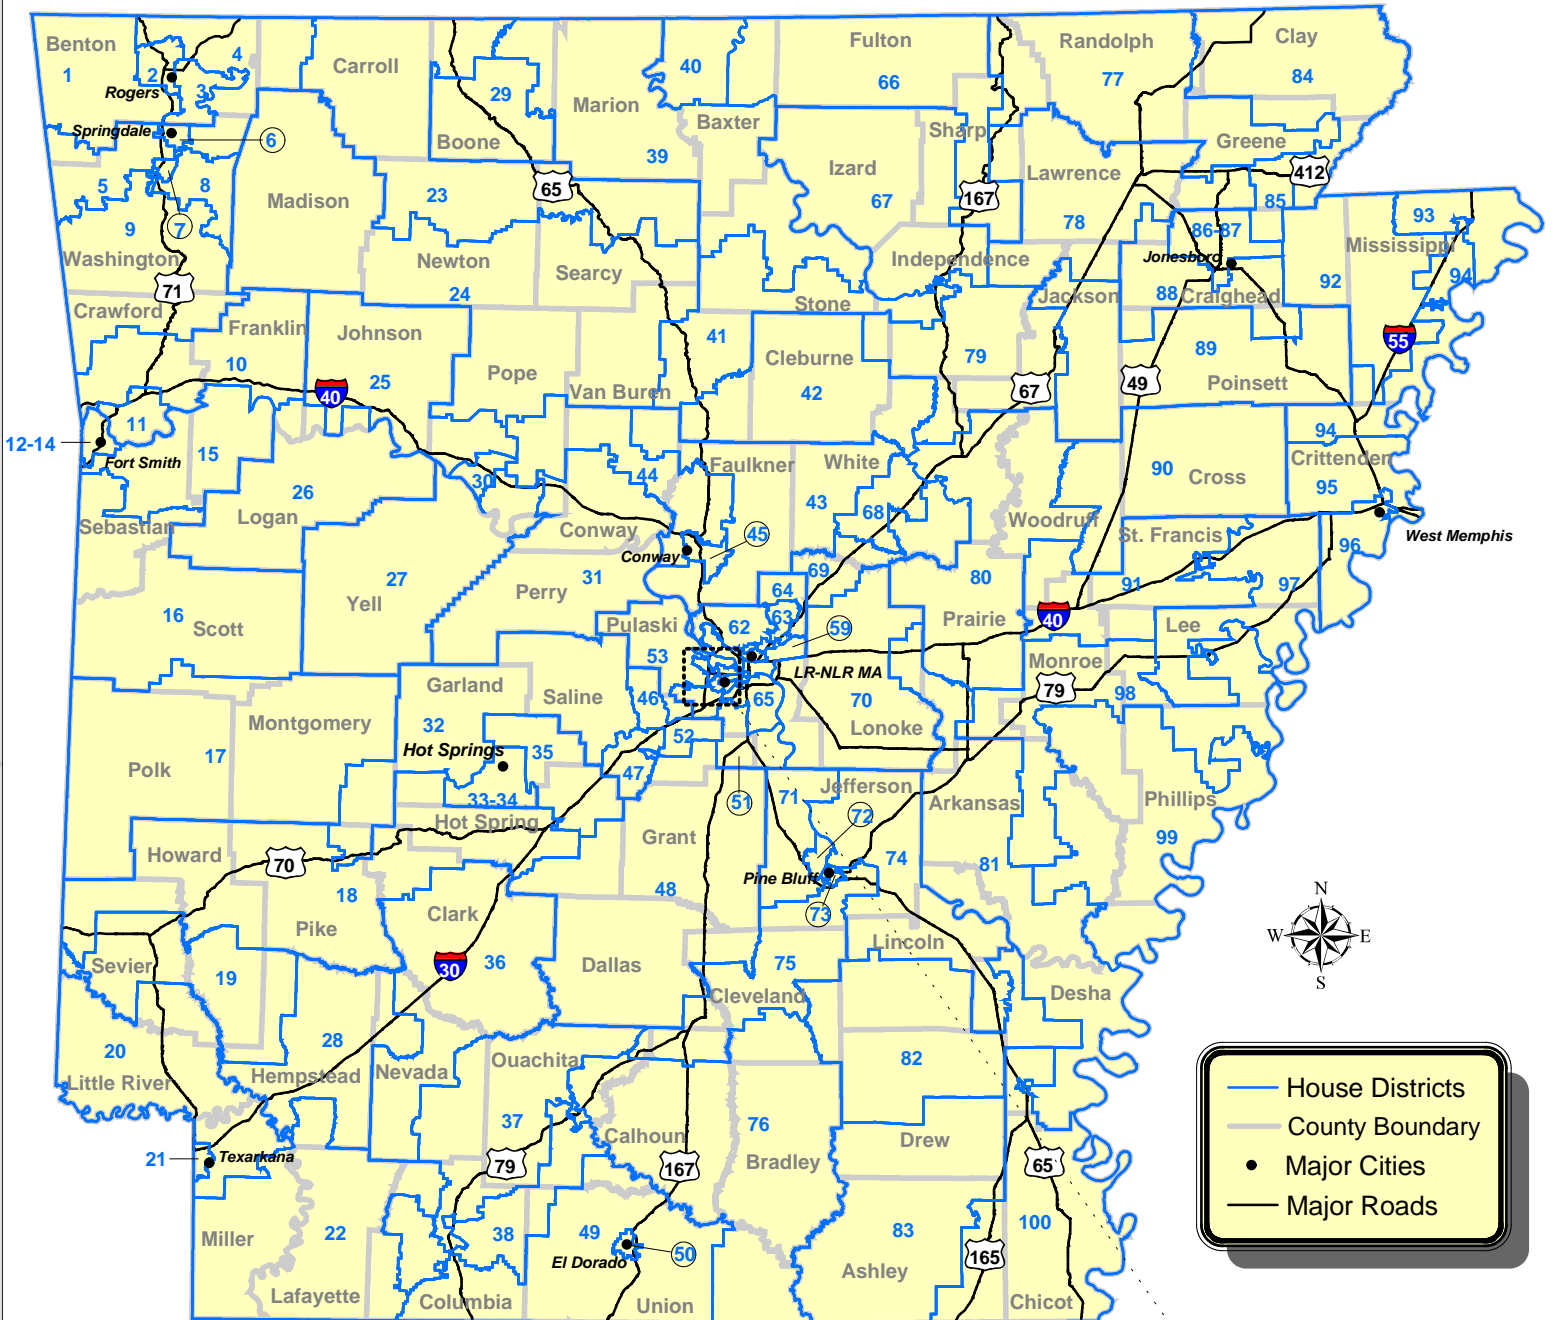 Benton
1
2
4
3
Rogers
Springdale
6
Carroll
29
Boone
Marion
40
Baxter
39
Fulton
66
Sharp
Izard
67
Randolph
77
Clay
84
Greene
412
Lawrence
78
85
86-87
Jonesboro
88
Craighead
93
Mississippi
94
92
5
8
7
9
Washington
71
Madison
23
65
Newton
24
Searcy
167
Independence
Stone
Jackson
Crawford
Franklin
10
Johnson
25
40
Pope
Van Buren
41
Cleburne
42
79
67
49
89
Poinsett
55
12-14
11
Fort Smith
15
26
Logan
Sebastian
30
44
Faulkner
White
43
68
Conway
Conway
45
90
Cross
94
Crittenden
95
West Memphis
Woodruff
St. Francis
96
97
91
27
Yell
31
Perry
16
Scott
69
64
63
62
59
80
Prairie
40
Lee
Pulaski
53
LR-NLR MA
Monroe
79
98
Garland
32
Saline
46
65
70
Lonoke
52
Montgomery
17
Polk
Hot Springs
35
33-34
Hot Spring
47
51
71
Jefferson
72
Arkansas
Phillips
99
Howard
70
18
Grant
48
74
81
Pine Bluff
73
Pike
Clark
36
30
Sevier
19
Dallas
75
Cleveland
Lincoln
Desha
N
W
E
S
20
Little River
28
Hempstead
Nevada
Ouachita
37
82
Calhoun
76
Bradley
Drew
21
Texarkana
79
167
65
Miller
22
38
49
50
El Dorado
83
165
100
Ashley
Lafayette
Columbia
Union
Chicot
House Districts
County Boundary
Major Cities
Major Roads